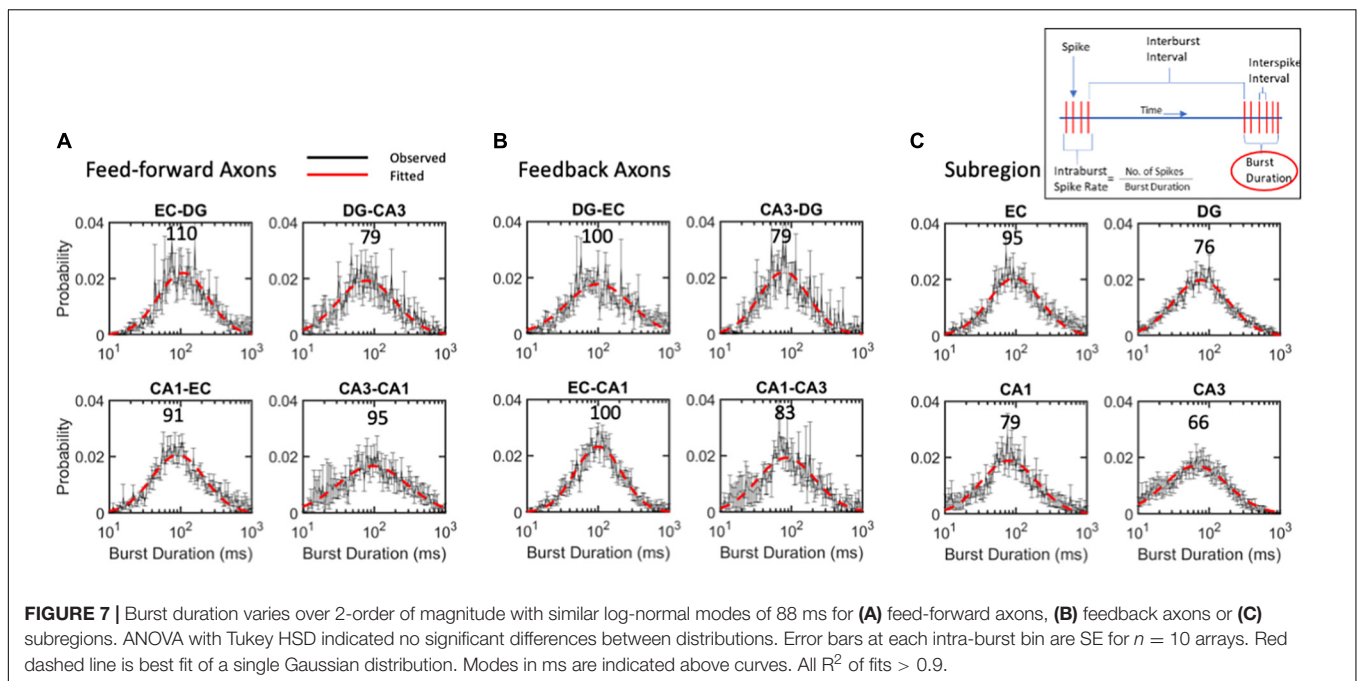 Spike
Interburst
Interval
Interspike
Interval
Time
Intraburst
Spike Rate
=
No. of Spikes
Burst Duration
Burst
Duration
A
Feed-forward Axons
Observed
Fitted
B
Feedback Axons
C
Subregion
EC-DG
110
0.04
0.02
0
Probability
10¹ 10² 10³
DG-CA3
79
0.04
0.02
0
10¹ 10² 10³
DG-EC
100
0.04
0.02
0
10¹ 10² 10³
CA3-DG
79
0.04
0.02
0
10¹ 10² 10³
EC
95
0.04
0.02
0
10¹ 10² 10³
DG
76
0.04
0.02
0
10¹ 10² 10³
CA1-EC
91
0.04
0.02
0
Probability
10¹ 10² 10³
Burst Duration (ms)
CA3-CA1
95
0.04
0.02
0
10¹ 10² 10³
Burst Duration (ms)
EC-CA1
100
0.04
0.02
0
10¹ 10² 10³
Burst Duration (ms)
CA1-CA3
83
0.04
0.02
0
10¹ 10² 10³
Burst Duration (ms)
CA1
79
0.04
0.02
0
10¹ 10² 10³
Burst Duration (ms)
CA3
66
0.04
0.02
0
10¹ 10² 10³
Burst Duration (ms)
FIGURE 7 | Burst duration varies over 2-order of magnitude with similar log-normal modes of 88 ms for (A) feed-forward axons, (B) feedback axons or (C)
subregions. ANOVA with Tukey HSD indicated no significant differences between distributions. Error bars at each intra-burst bin are SE for n = 10 arrays. Red
dashed line is best fit of a single Gaussian distribution. Modes in ms are indicated above curves. All R² of fits > 0.9.